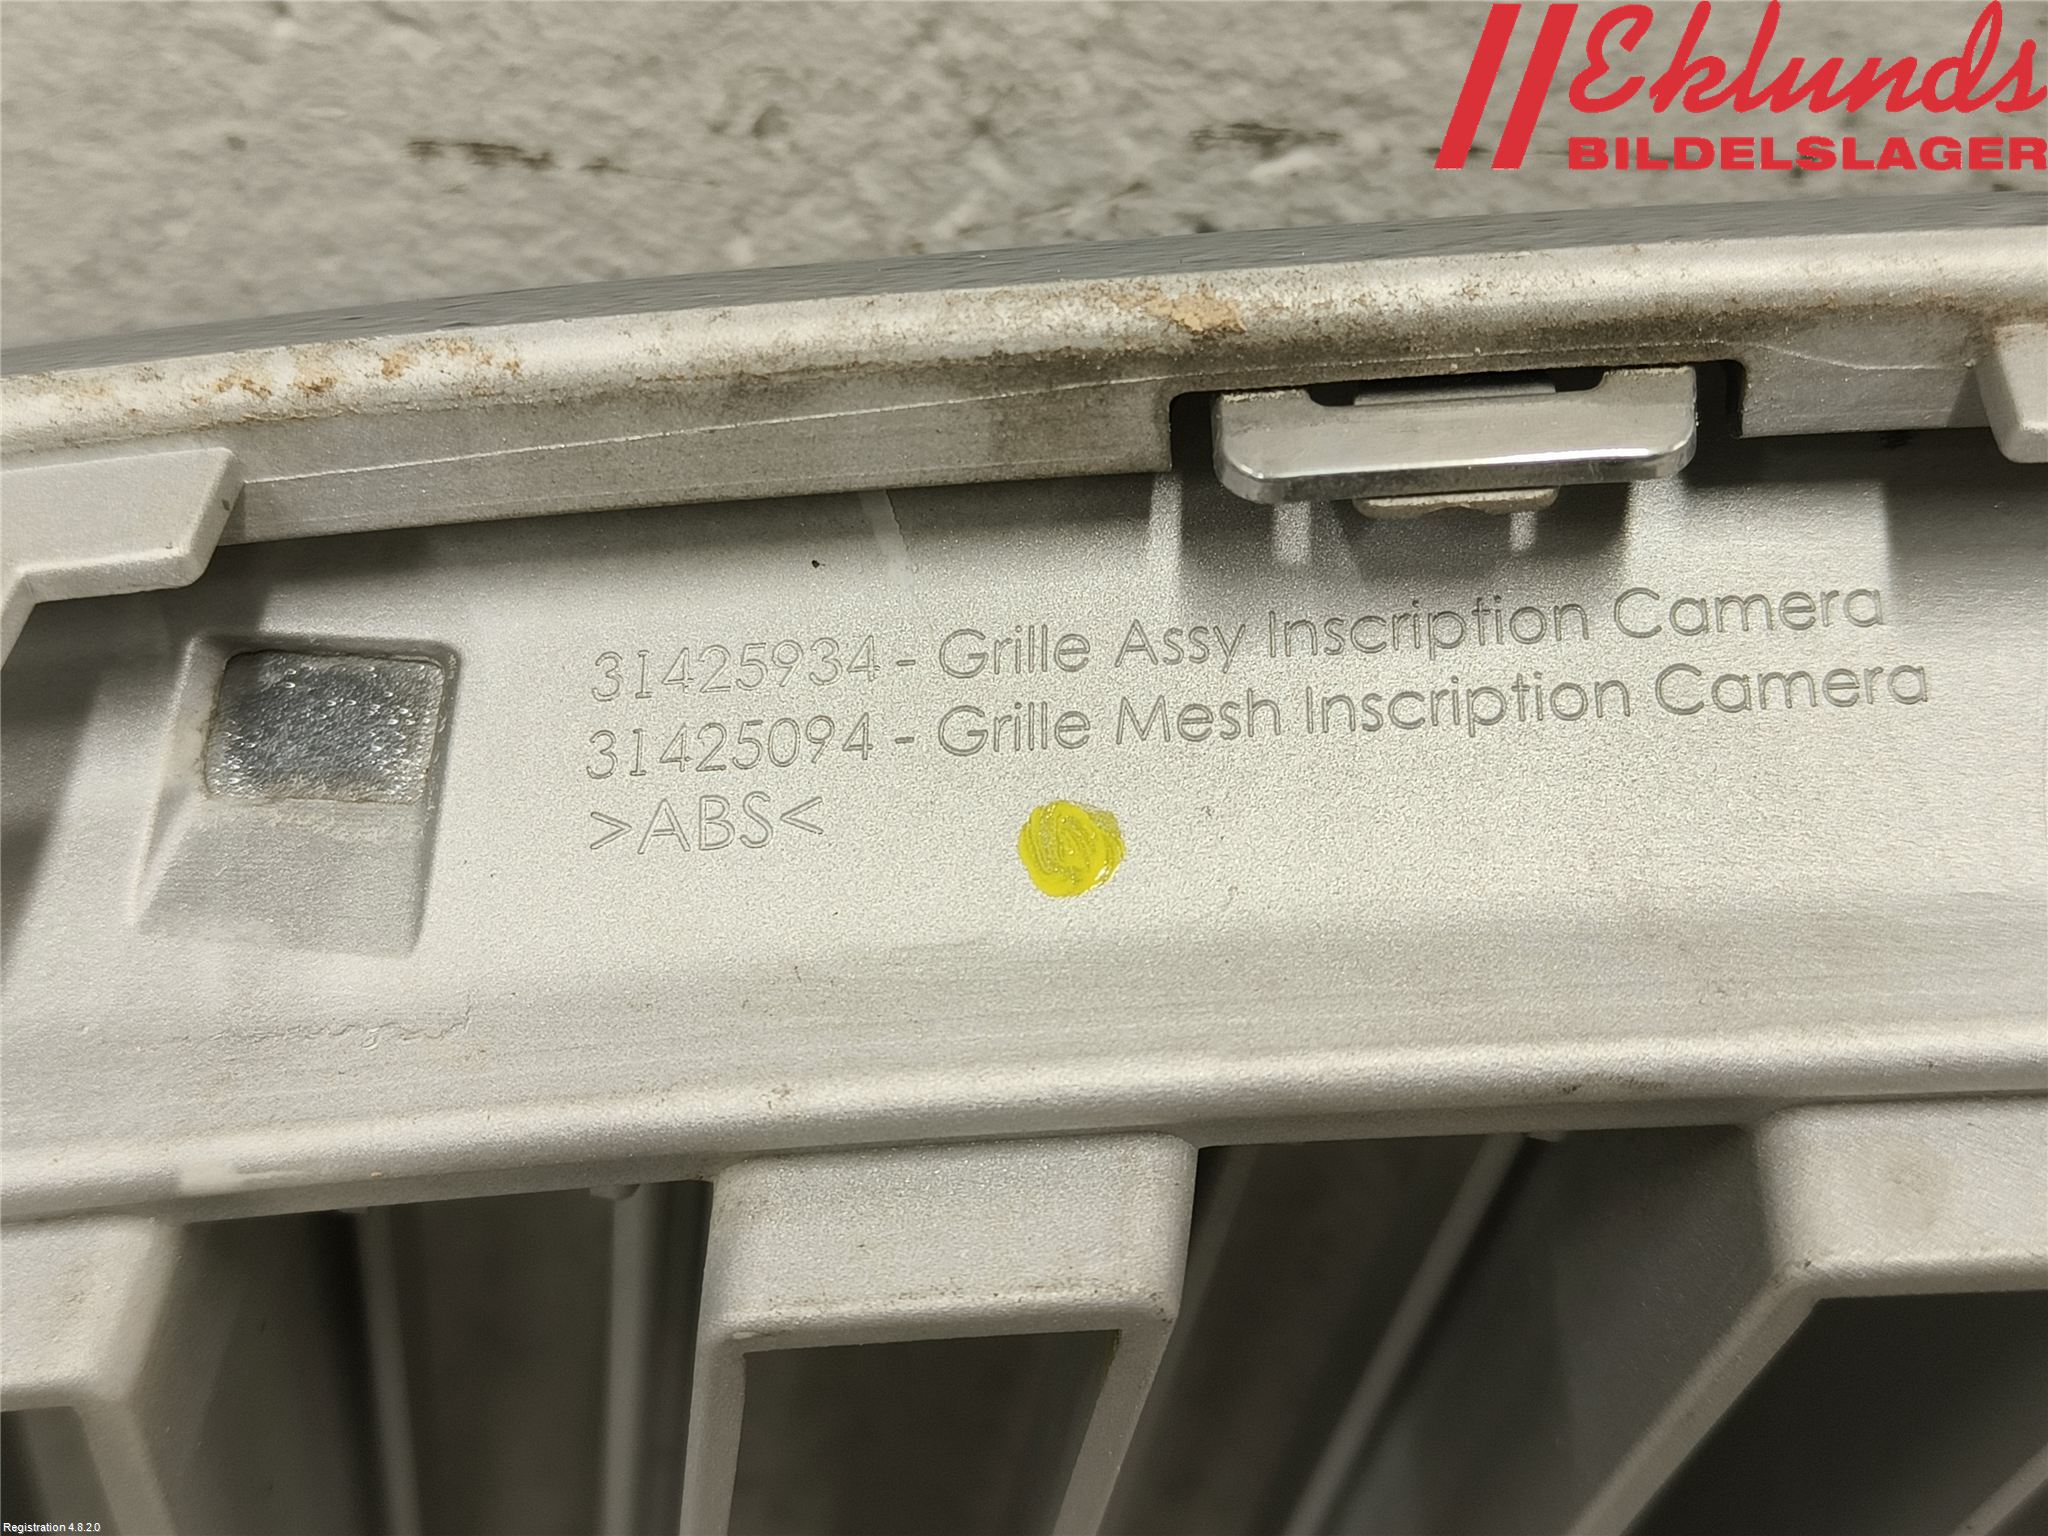 Eklunds
BILDELSLAGER
31425934 - Grille Assy Inscription Camera
31425094 - Grille Mesh Inscription Camera
>ABS<
Registration 4.8.2.0